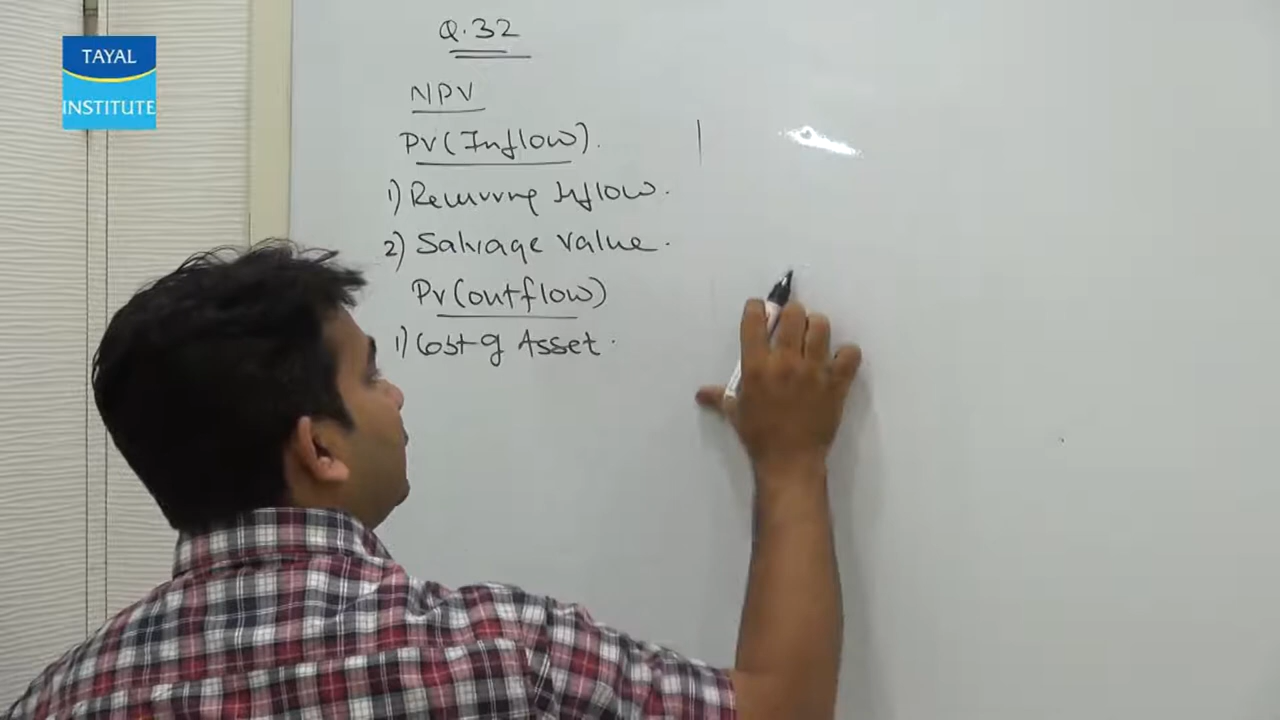 TAYAL
INSTITUTE
Q.32
NPV
PV (Inflow).
1) Recurring Inflow.
2) Salvage Value.
PV (outflow)
1) Cost of Asset.